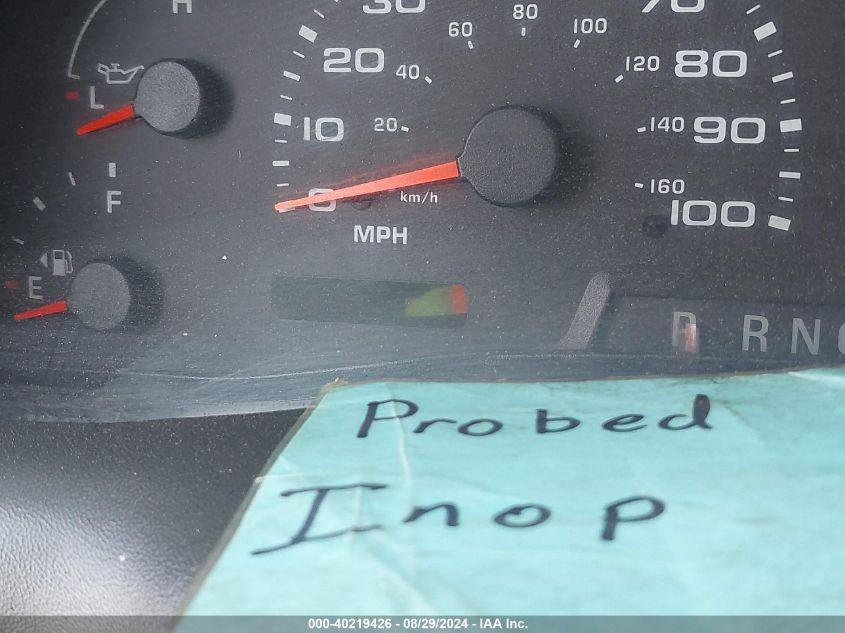 H
30 80 70
60 100
20 40 120 80
L
10 20 140 90
F
0 km/h 160 100
MPH
E
P R N
Probed
Inop
000-40219426 - 08/29/2024 - IAA Inc.